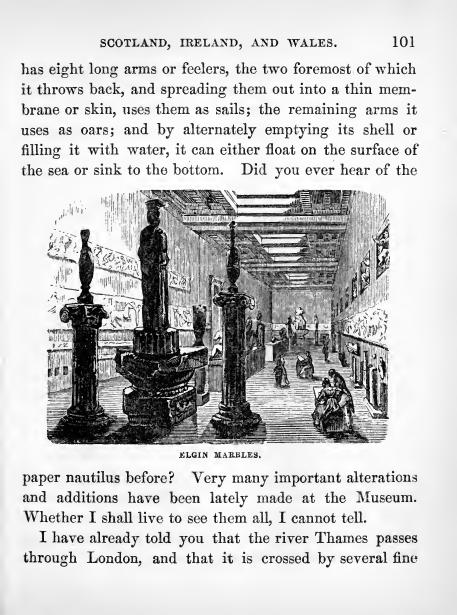 SCOTLAND, IRELAND, AND WALES. 101
has eight long arms or feelers, the two foremost of which
it throws back, and spreading them out into a thin mem-
brane or skin, uses them as sails; the remaining arms it
uses as oars; and by alternately emptying its shell or
filling it with water, it can either float on the surface of
the sea or sink to the bottom. Did you ever hear of the
ELGIN MARBLES.
paper nautilus before? Very many important alterations
and additions have been lately made at the Museum.
Whether I shall live to see them all, I cannot tell.
I have already told you that the river Thames passes
through London, and that it is crossed by several fine